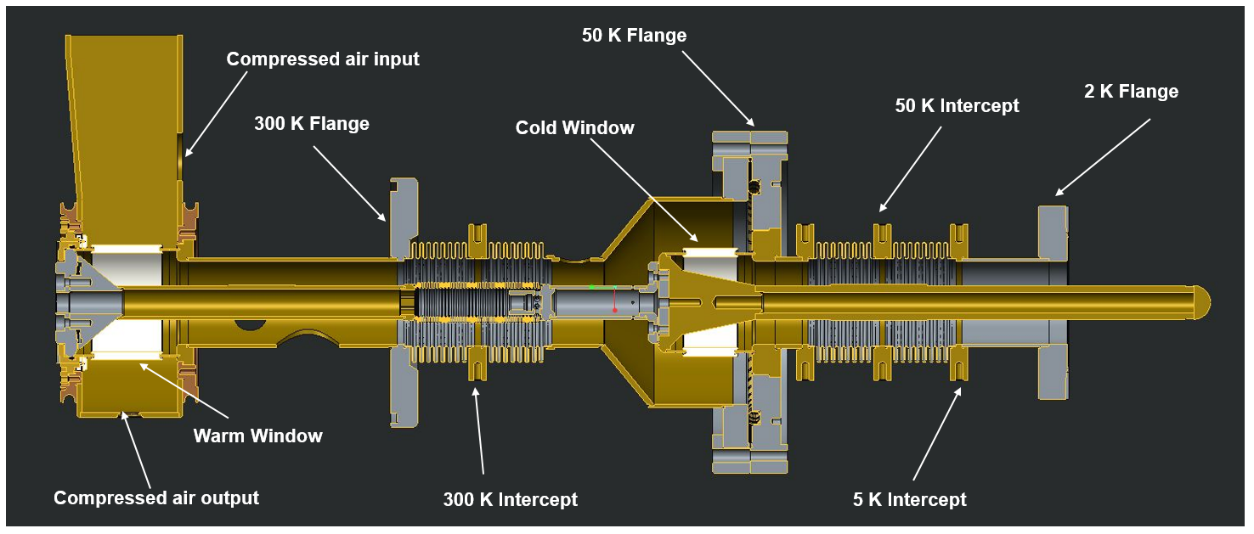 50 K Flange
Compressed air input
2 K Flange
50 K Intercept
300 K Flange
Cold Window
Warm Window
Compressed air output
300 K Intercept
5 K Intercept